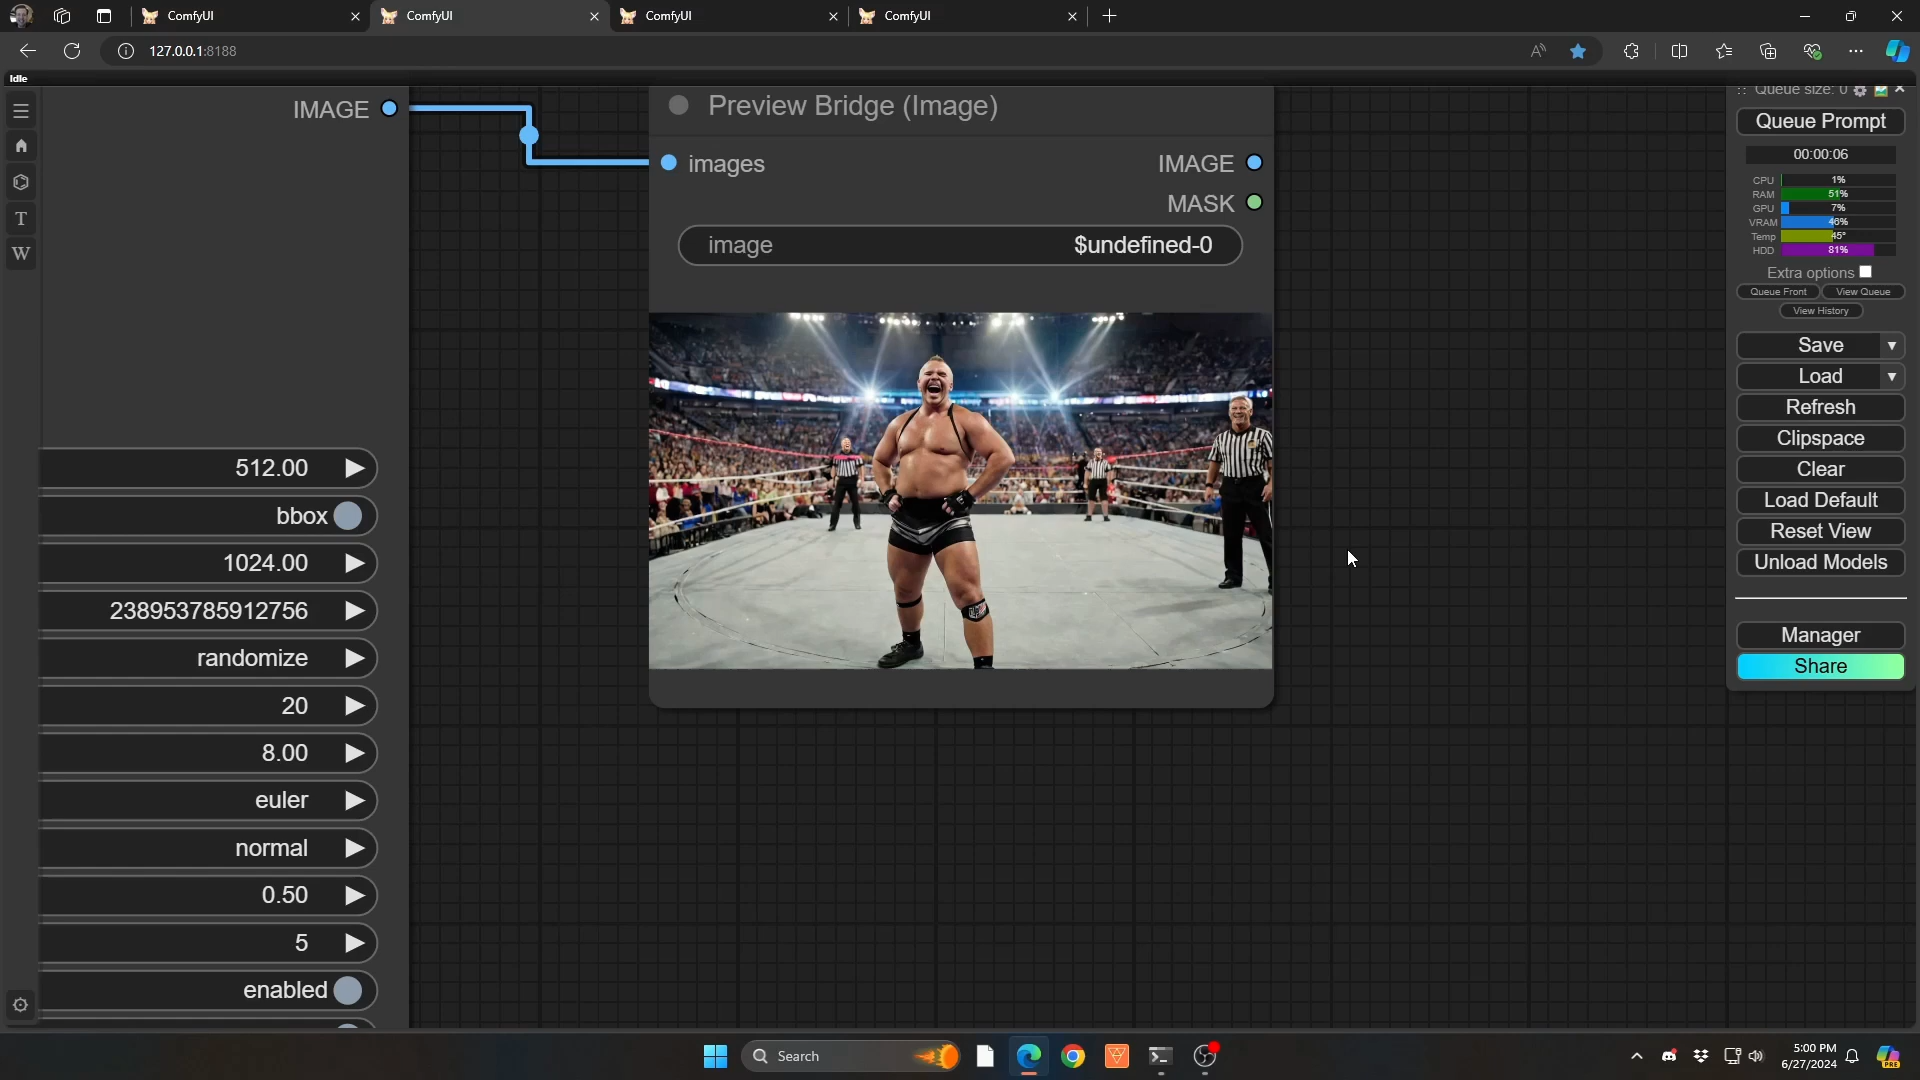 ComfyUI
ComfyUI
ComfyUI
ComfyUI
127.0.0.1:8188
Idle
IMAGE
Preview Bridge (Image)
images
IMAGE
MASK
image
$undefined-0
T
W
512.00
bbox
1024.00
238953785912756
randomize
20
8.00
euler
normal
0.50
5
enabled
Queue size: 0
Queue Prompt
00:00:06
CPU 1%
RAM 51%
GPU 7%
VRAM 46%
Temp 45°
HDD 81%
Extra options
Queue Front
View Queue
View History
Save
Load
Refresh
Clipspace
Clear
Load Default
Reset View
Unload Models
Manager
Share
Search
5:00 PM
6/27/2024
PRE